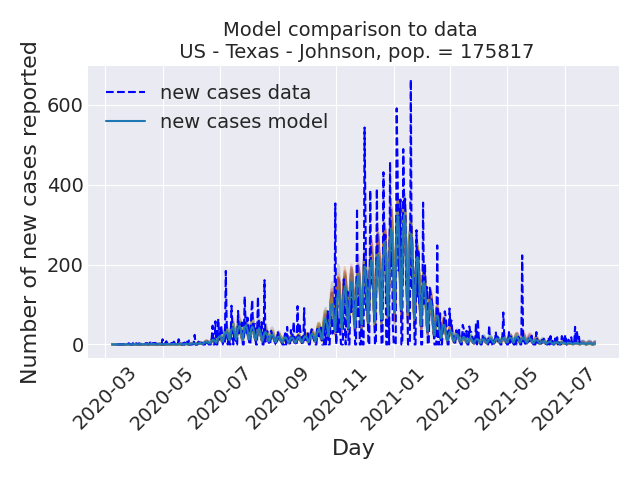 Model comparison to data
US - Texas - Johnson, pop. = 175817
Number of new cases reported
600
400
200
0
new cases data
new cases model
2020-03
2020-05
2020-07
2020-09
2020-11
2021-01
2021-03
2021-05
2021-07
Day